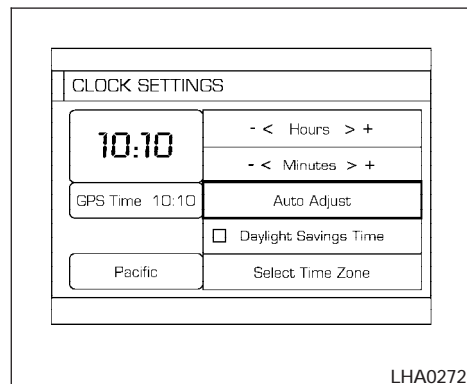 CLOCK SETTINGS
10:10
- < Hours > +
- < Minutes > +
GPS Time 10:10
Auto Adjust
Daylight Savings Time
Pacific
Select Time Zone
LHA0272